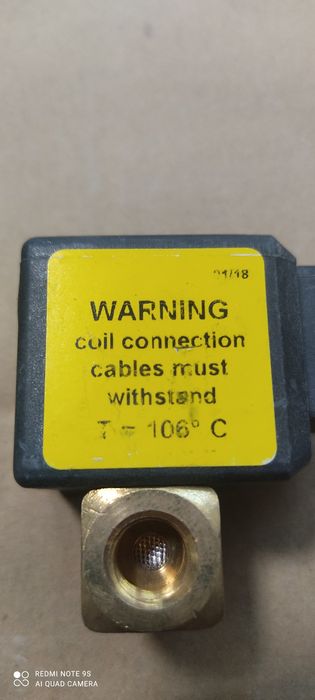 01/18
WARNING
coil connection
cables must
withstand
T = 106° C
REDMI NOTE 9S
AI QUAD CAMERA